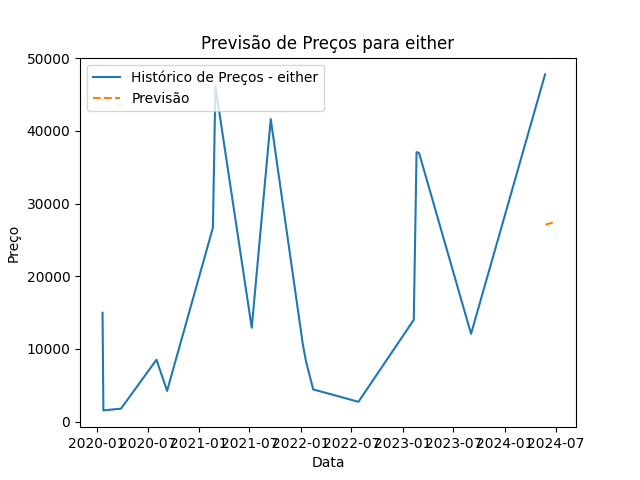 Previsão de Preços para either
Histórico de Preços - either
Previsão
Preço
50000
40000
30000
20000
10000
0
2020-01 2020-07 2021-01 2021-07 2022-01 2022-07 2023-01 2023-07 2024-01 2024-07
Data